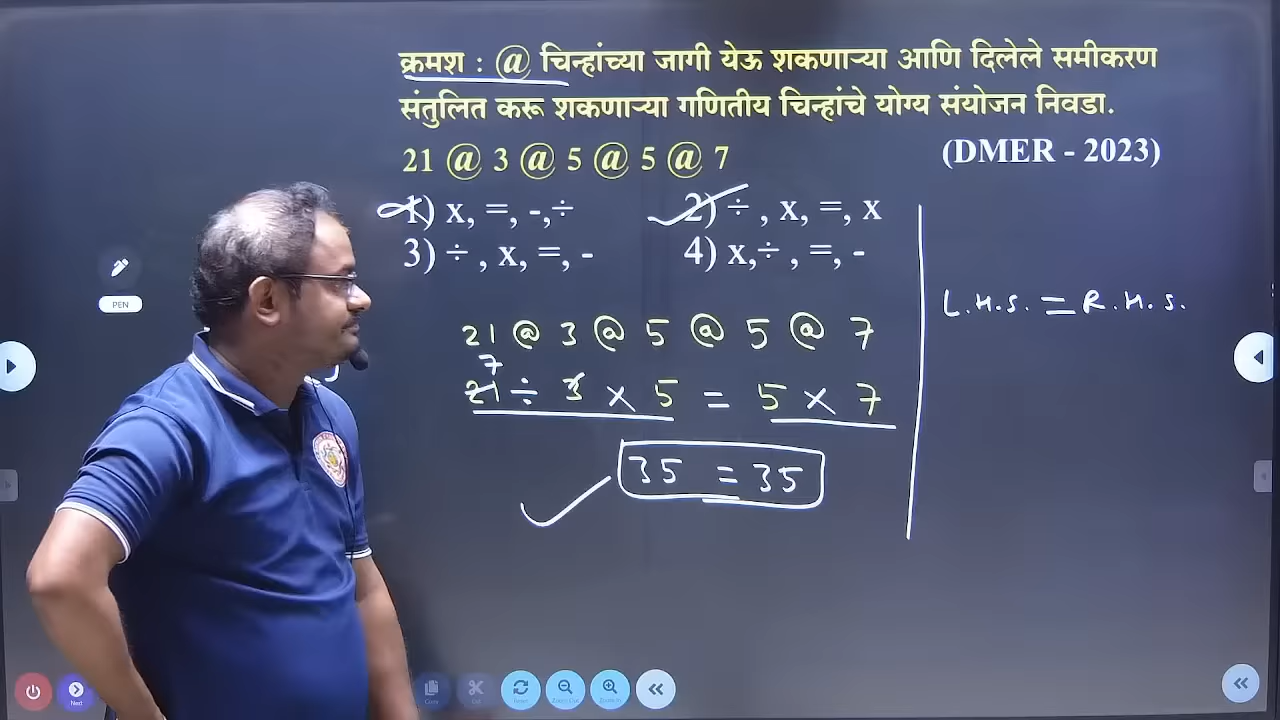 क्रमश : @ चिन्हांच्या जागी येऊ शकणाऱ्या आणि दिलेले समीकरण
संतुलित करू शकणाऱ्या गणितीय चिन्हांचे योग्य संयोजन निवडा.
21 @ 3 @ 5 @ 5 @ 7 (DMER - 2023)
1) x, =, -,÷ 2) ÷ , x, =, x
3) ÷ , x, =, - 4) x,÷ , =, -
PEN
L.H.S. = R.H.S.
21 @ 3 @ 5 @ 5 @ 7
7
21 ÷ 3 × 5 = 5 × 7
35 = 35
Next